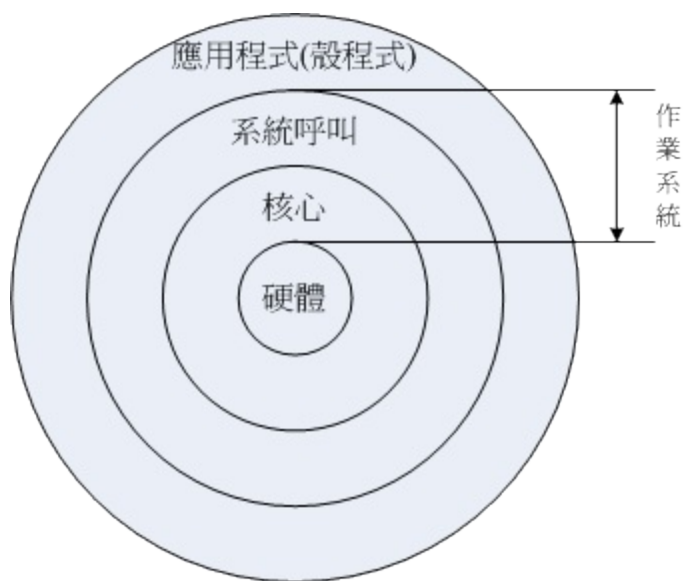 應用程式(殼程式)
系統呼叫
核心
硬體
作業系統